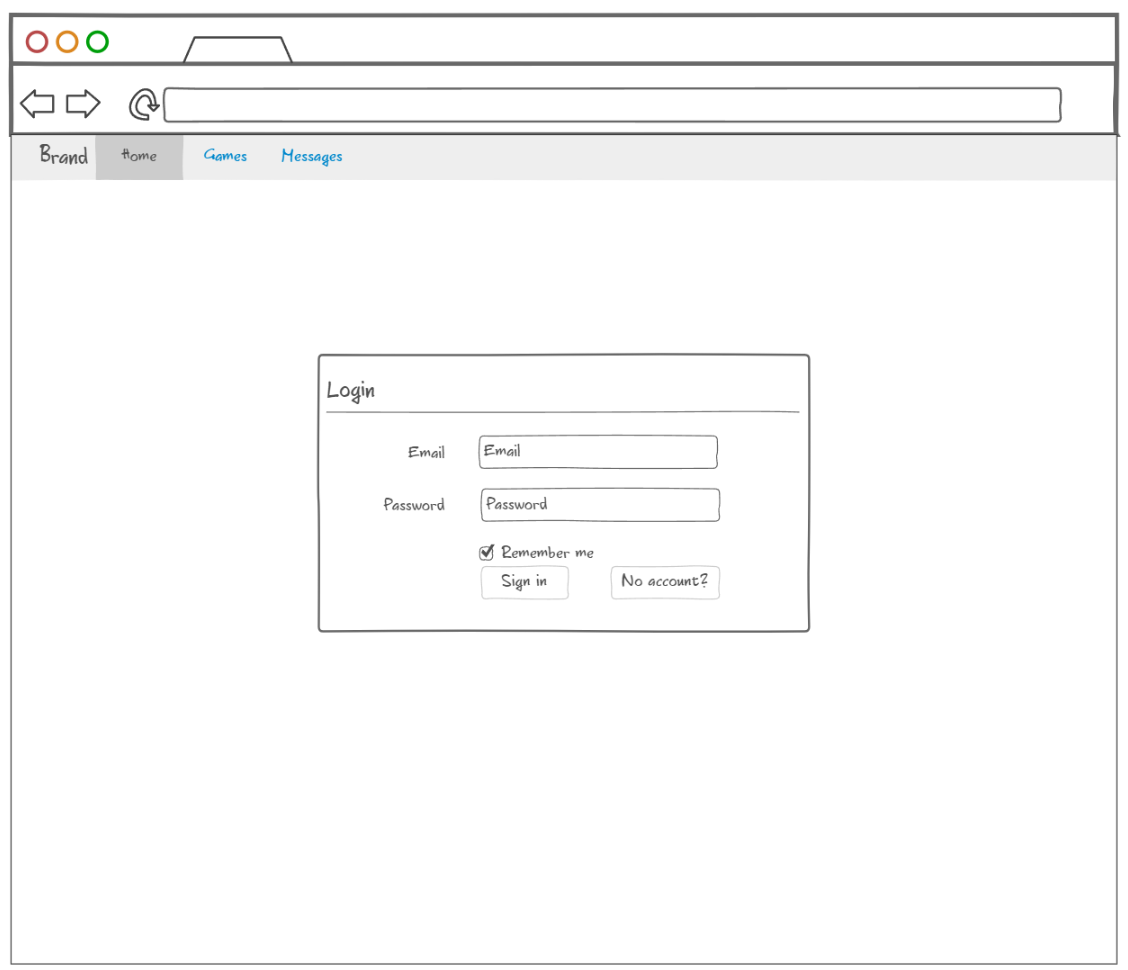 Brand Home Games Messages
Login
Email Email
Password Password
Remember me
Sign in No account?